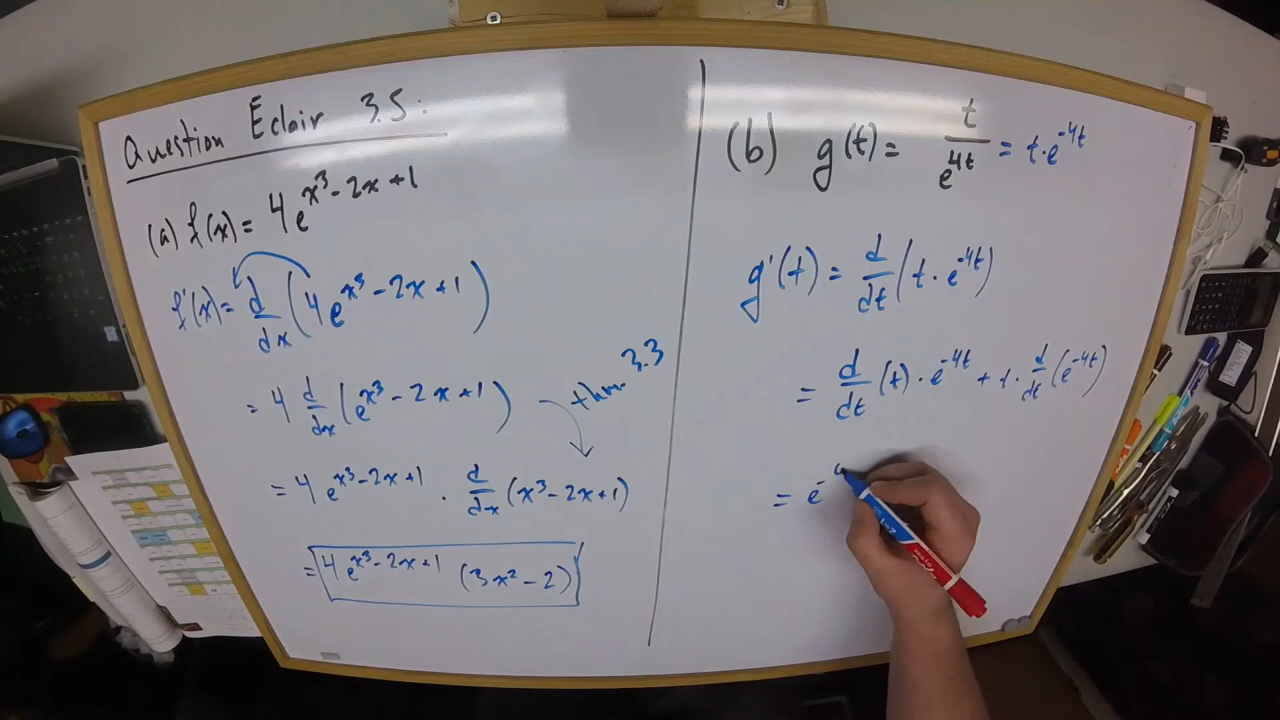 Question Eclair 3.5:
(a) f(x) = 4e^{x³ - 2x + 1}
f'(x) = d/dx (4e^{x³ - 2x + 1})
= 4 d/dx (e^{x³ - 2x + 1})
thm. 3.3
= 4e^{x³ - 2x + 1} · d/dx (x³ - 2x + 1)
= 4e^{x³ - 2x + 1} (3x² - 2)
(b) g(t) = t/e^{4t} = t·e^{-4t}
g'(t) = d/dt (t · e^{-4t})
= d/dt (t) · e^{-4t} + t · d/dt (e^{-4t})
= e^-